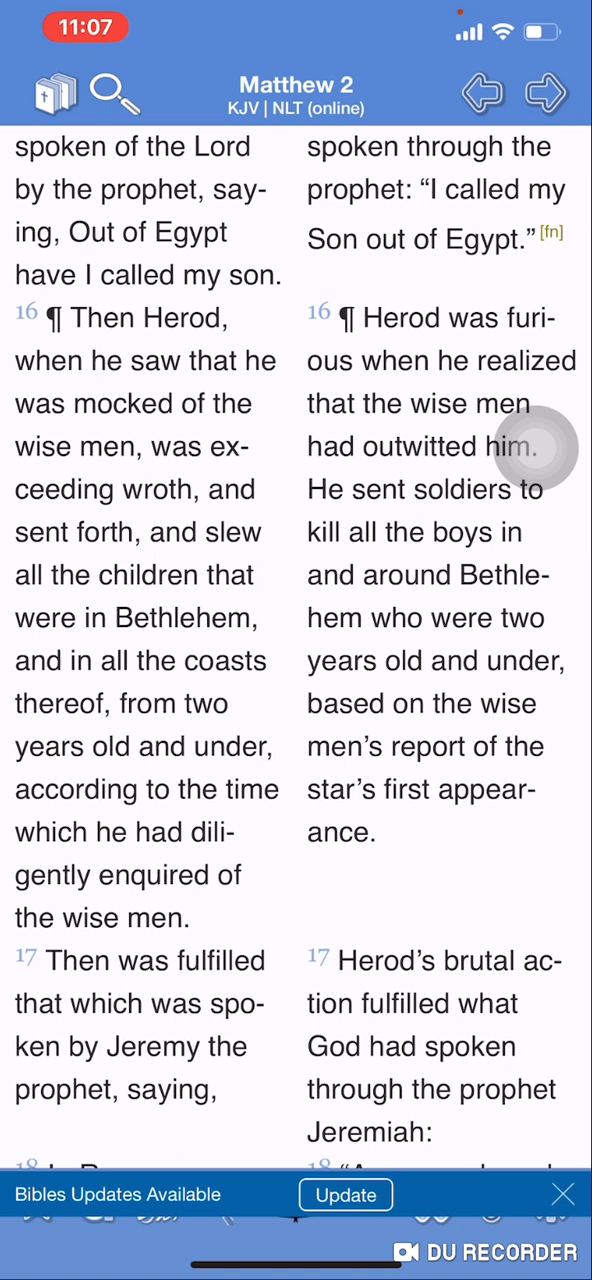 11:07
Matthew 2
KJV | NLT (online)
spoken of the Lord
by the prophet, say-
ing, Out of Egypt
have I called my son.
16 ¶ Then Herod,
when he saw that he
was mocked of the
wise men, was ex-
ceeding wroth, and
sent forth, and slew
all the children that
were in Bethlehem,
and in all the coasts
thereof, from two
years old and under,
according to the time
which he had dili-
gently enquired of
the wise men.
17 Then was fulfilled
that which was spo-
ken by Jeremy the
prophet, saying,
spoken through the
prophet: “I called my
Son out of Egypt.” [fn]
16 ¶ Herod was furi-
ous when he realized
that the wise men
had outwitted him.
He sent soldiers to
kill all the boys in
and around Bethle-
hem who were two
years old and under,
based on the wise
men’s report of the
star’s first appear-
ance.
17 Herod’s brutal ac-
tion fulfilled what
God had spoken
through the prophet
Jeremiah:
Bibles Updates Available
Update
DU RECORDER